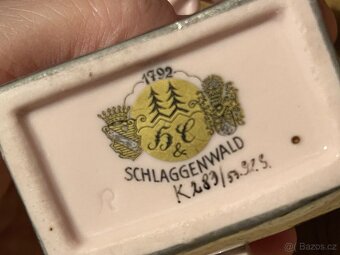 1792
H&C
SCHLAGGENWALD
K 289/
Bazos.cz